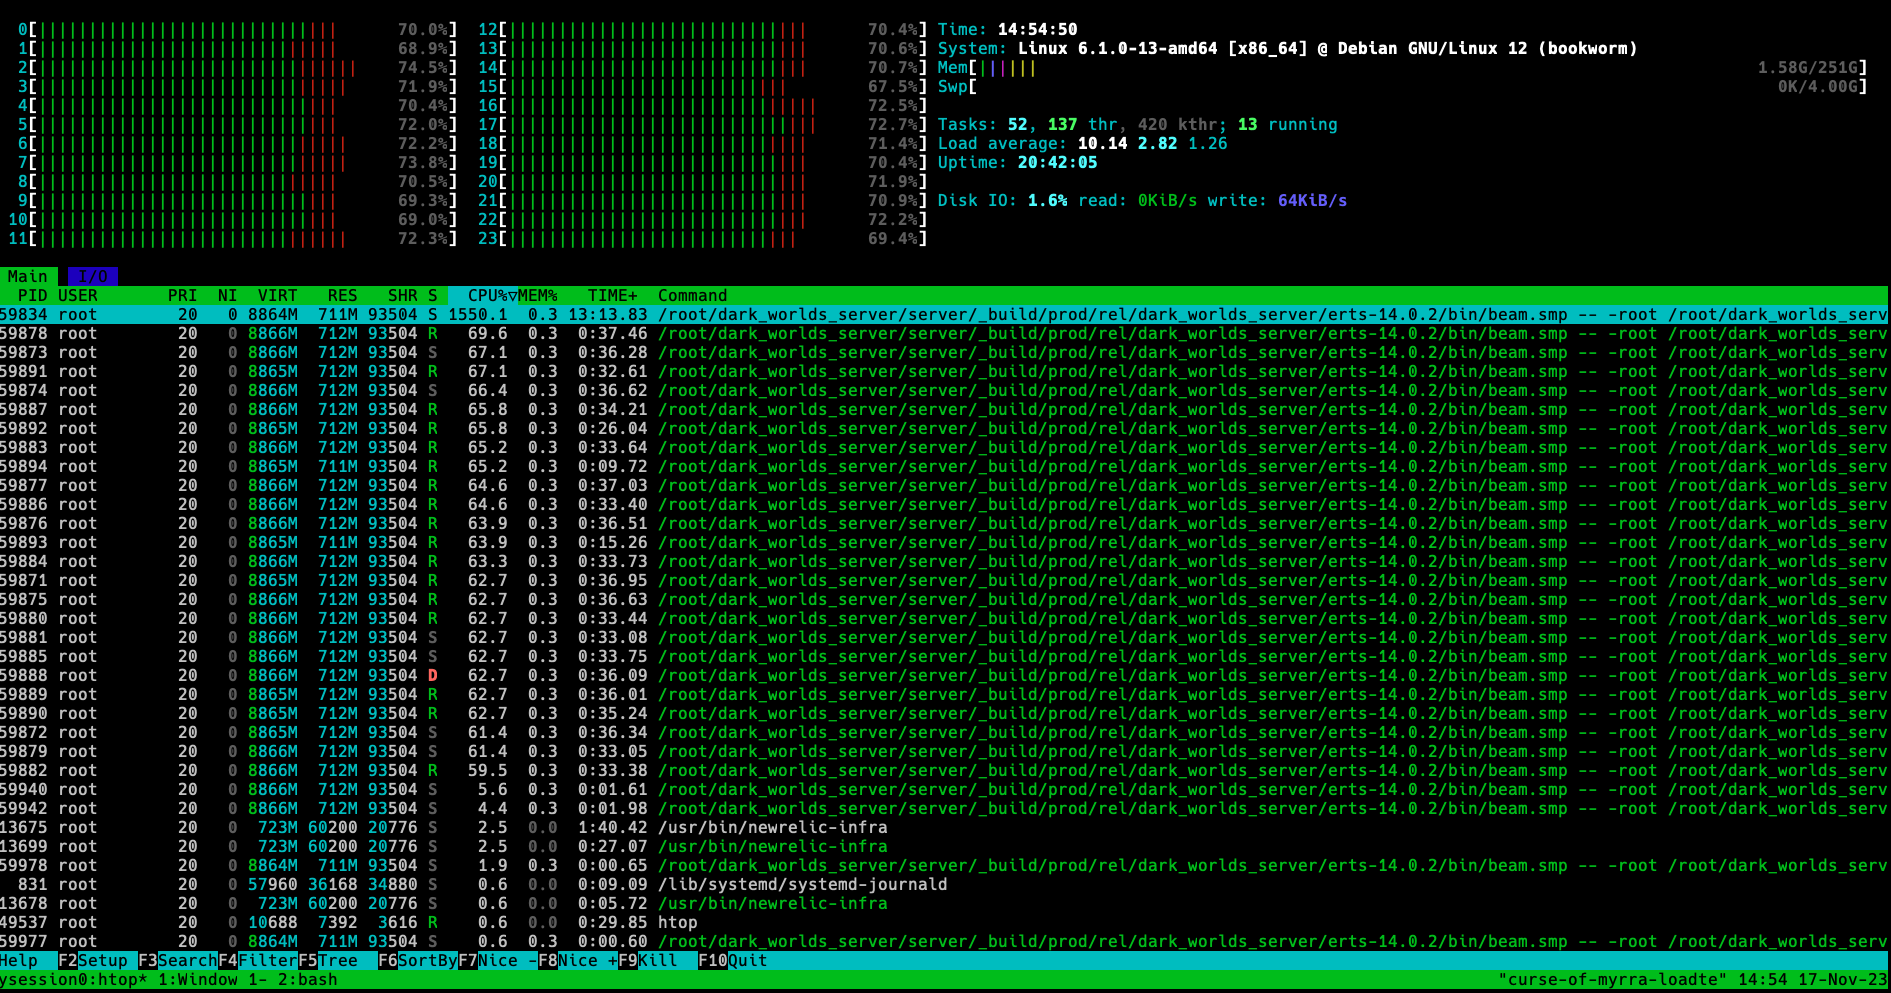 0[ 70.0%] 12[ 70.4%] Time: 14:54:50
1[ 68.9%] 13[ 70.6%] System: Linux 6.1.0-13-amd64 [x86_64] @ Debian GNU/Linux 12 (bookworm)
2[ 74.5%] 14[ 70.7%] Mem[ 1.58G/251G]
3[ 71.9%] 15[ 67.5%] Swp[ 0K/4.00G]
4[ 70.4%] 16[ 72.5%]
5[ 72.0%] 17[ 72.7%] Tasks: 52, 137 thr, 420 kthr; 13 running
6[ 72.2%] 18[ 71.4%] Load average: 10.14 2.82 1.26
7[ 73.8%] 19[ 70.4%] Uptime: 20:42:05
8[ 70.5%] 20[ 71.9%]
9[ 69.3%] 21[ 70.9%] Disk IO: 1.6% read: 0KiB/s write: 64KiB/s
10[ 69.0%] 22[ 72.2%]
11[ 72.3%] 23[ 69.4%]
Main I/O
PID USER PRI NI VIRT RES SHR S CPU%▽MEM% TIME+ Command
59834 root 20 0 8864M 711M 93504 S 1550.1 0.3 13:13.83 /root/dark_worlds_server/server/_build/prod/rel/dark_worlds_server/erts-14.0.2/bin/beam.smp -- -root /root/dark_worlds_serv
59878 root 20 0 8866M 712M 93504 R 69.6 0.3 0:37.46 /root/dark_worlds_server/server/_build/prod/rel/dark_worlds_server/erts-14.0.2/bin/beam.smp -- -root /root/dark_worlds_serv
59873 root 20 0 8866M 712M 93504 S 67.1 0.3 0:36.28 /root/dark_worlds_server/server/_build/prod/rel/dark_worlds_server/erts-14.0.2/bin/beam.smp -- -root /root/dark_worlds_serv
59891 root 20 0 8865M 712M 93504 R 67.1 0.3 0:32.61 /root/dark_worlds_server/server/_build/prod/rel/dark_worlds_server/erts-14.0.2/bin/beam.smp -- -root /root/dark_worlds_serv
59874 root 20 0 8866M 712M 93504 S 66.4 0.3 0:36.62 /root/dark_worlds_server/server/_build/prod/rel/dark_worlds_server/erts-14.0.2/bin/beam.smp -- -root /root/dark_worlds_serv
59887 root 20 0 8866M 712M 93504 R 65.8 0.3 0:34.21 /root/dark_worlds_server/server/_build/prod/rel/dark_worlds_server/erts-14.0.2/bin/beam.smp -- -root /root/dark_worlds_serv
59892 root 20 0 8865M 712M 93504 R 65.8 0.3 0:26.04 /root/dark_worlds_server/server/_build/prod/rel/dark_worlds_server/erts-14.0.2/bin/beam.smp -- -root /root/dark_worlds_serv
59883 root 20 0 8866M 712M 93504 R 65.2 0.3 0:33.64 /root/dark_worlds_server/server/_build/prod/rel/dark_worlds_server/erts-14.0.2/bin/beam.smp -- -root /root/dark_worlds_serv
59894 root 20 0 8865M 711M 93504 R 65.2 0.3 0:09.72 /root/dark_worlds_server/server/_build/prod/rel/dark_worlds_server/erts-14.0.2/bin/beam.smp -- -root /root/dark_worlds_serv
59877 root 20 0 8866M 712M 93504 R 64.6 0.3 0:37.03 /root/dark_worlds_server/server/_build/prod/rel/dark_worlds_server/erts-14.0.2/bin/beam.smp -- -root /root/dark_worlds_serv
59886 root 20 0 8866M 712M 93504 R 64.6 0.3 0:33.40 /root/dark_worlds_server/server/_build/prod/rel/dark_worlds_server/erts-14.0.2/bin/beam.smp -- -root /root/dark_worlds_serv
59876 root 20 0 8866M 712M 93504 R 63.9 0.3 0:36.51 /root/dark_worlds_server/server/_build/prod/rel/dark_worlds_server/erts-14.0.2/bin/beam.smp -- -root /root/dark_worlds_serv
59893 root 20 0 8865M 711M 93504 R 63.9 0.3 0:15.26 /root/dark_worlds_server/server/_build/prod/rel/dark_worlds_server/erts-14.0.2/bin/beam.smp -- -root /root/dark_worlds_serv
59884 root 20 0 8866M 712M 93504 R 63.3 0.3 0:33.73 /root/dark_worlds_server/server/_build/prod/rel/dark_worlds_server/erts-14.0.2/bin/beam.smp -- -root /root/dark_worlds_serv
59871 root 20 0 8865M 712M 93504 R 62.7 0.3 0:36.95 /root/dark_worlds_server/server/_build/prod/rel/dark_worlds_server/erts-14.0.2/bin/beam.smp -- -root /root/dark_worlds_serv
59875 root 20 0 8866M 712M 93504 R 62.7 0.3 0:36.63 /root/dark_worlds_server/server/_build/prod/rel/dark_worlds_server/erts-14.0.2/bin/beam.smp -- -root /root/dark_worlds_serv
59880 root 20 0 8866M 712M 93504 R 62.7 0.3 0:33.44 /root/dark_worlds_server/server/_build/prod/rel/dark_worlds_server/erts-14.0.2/bin/beam.smp -- -root /root/dark_worlds_serv
59881 root 20 0 8866M 712M 93504 S 62.7 0.3 0:33.08 /root/dark_worlds_server/server/_build/prod/rel/dark_worlds_server/erts-14.0.2/bin/beam.smp -- -root /root/dark_worlds_serv
59885 root 20 0 8866M 712M 93504 S 62.7 0.3 0:33.75 /root/dark_worlds_server/server/_build/prod/rel/dark_worlds_server/erts-14.0.2/bin/beam.smp -- -root /root/dark_worlds_serv
59888 root 20 0 8866M 712M 93504 D 62.7 0.3 0:36.09 /root/dark_worlds_server/server/_build/prod/rel/dark_worlds_server/erts-14.0.2/bin/beam.smp -- -root /root/dark_worlds_serv
59889 root 20 0 8865M 712M 93504 R 62.7 0.3 0:36.01 /root/dark_worlds_server/server/_build/prod/rel/dark_worlds_server/erts-14.0.2/bin/beam.smp -- -root /root/dark_worlds_serv
59890 root 20 0 8865M 712M 93504 R 62.7 0.3 0:35.24 /root/dark_worlds_server/server/_build/prod/rel/dark_worlds_server/erts-14.0.2/bin/beam.smp -- -root /root/dark_worlds_serv
59872 root 20 0 8865M 712M 93504 S 61.4 0.3 0:36.34 /root/dark_worlds_server/server/_build/prod/rel/dark_worlds_server/erts-14.0.2/bin/beam.smp -- -root /root/dark_worlds_serv
59879 root 20 0 8866M 712M 93504 S 61.4 0.3 0:33.05 /root/dark_worlds_server/server/_build/prod/rel/dark_worlds_server/erts-14.0.2/bin/beam.smp -- -root /root/dark_worlds_serv
59882 root 20 0 8866M 712M 93504 R 59.5 0.3 0:33.38 /root/dark_worlds_server/server/_build/prod/rel/dark_worlds_server/erts-14.0.2/bin/beam.smp -- -root /root/dark_worlds_serv
59940 root 20 0 8866M 712M 93504 S 5.6 0.3 0:01.61 /root/dark_worlds_server/server/_build/prod/rel/dark_worlds_server/erts-14.0.2/bin/beam.smp -- -root /root/dark_worlds_serv
59942 root 20 0 8866M 712M 93504 S 4.4 0.3 0:01.98 /root/dark_worlds_server/server/_build/prod/rel/dark_worlds_server/erts-14.0.2/bin/beam.smp -- -root /root/dark_worlds_serv
13675 root 20 0 723M 60200 20776 S 2.5 0.0 1:40.42 /usr/bin/newrelic-infra
13699 root 20 0 723M 60200 20776 S 2.5 0.0 0:27.07 /usr/bin/newrelic-infra
59978 root 20 0 8864M 711M 93504 S 1.9 0.3 0:00.65 /root/dark_worlds_server/server/_build/prod/rel/dark_worlds_server/erts-14.0.2/bin/beam.smp -- -root /root/dark_worlds_serv
831 root 20 0 57960 36168 34880 S 0.6 0.0 0:09.09 /lib/systemd/systemd-journald
13678 root 20 0 723M 60200 20776 S 0.6 0.0 0:05.72 /usr/bin/newrelic-infra
49537 root 20 0 10688 7392 3616 R 0.6 0.0 0:29.85 htop
59977 root 20 0 8864M 711M 93504 S 0.6 0.3 0:00.60 /root/dark_worlds_server/server/_build/prod/rel/dark_worlds_server/erts-14.0.2/bin/beam.smp -- -root /root/dark_worlds_serv
Help F2Setup F3SearchF4FilterF5Tree F6SortByF7Nice -F8Nice +F9Kill F10Quit
ysession0:htop* 1:Window 1- 2:bash "curse-of-myrra-loadte" 14:54 17-Nov-23